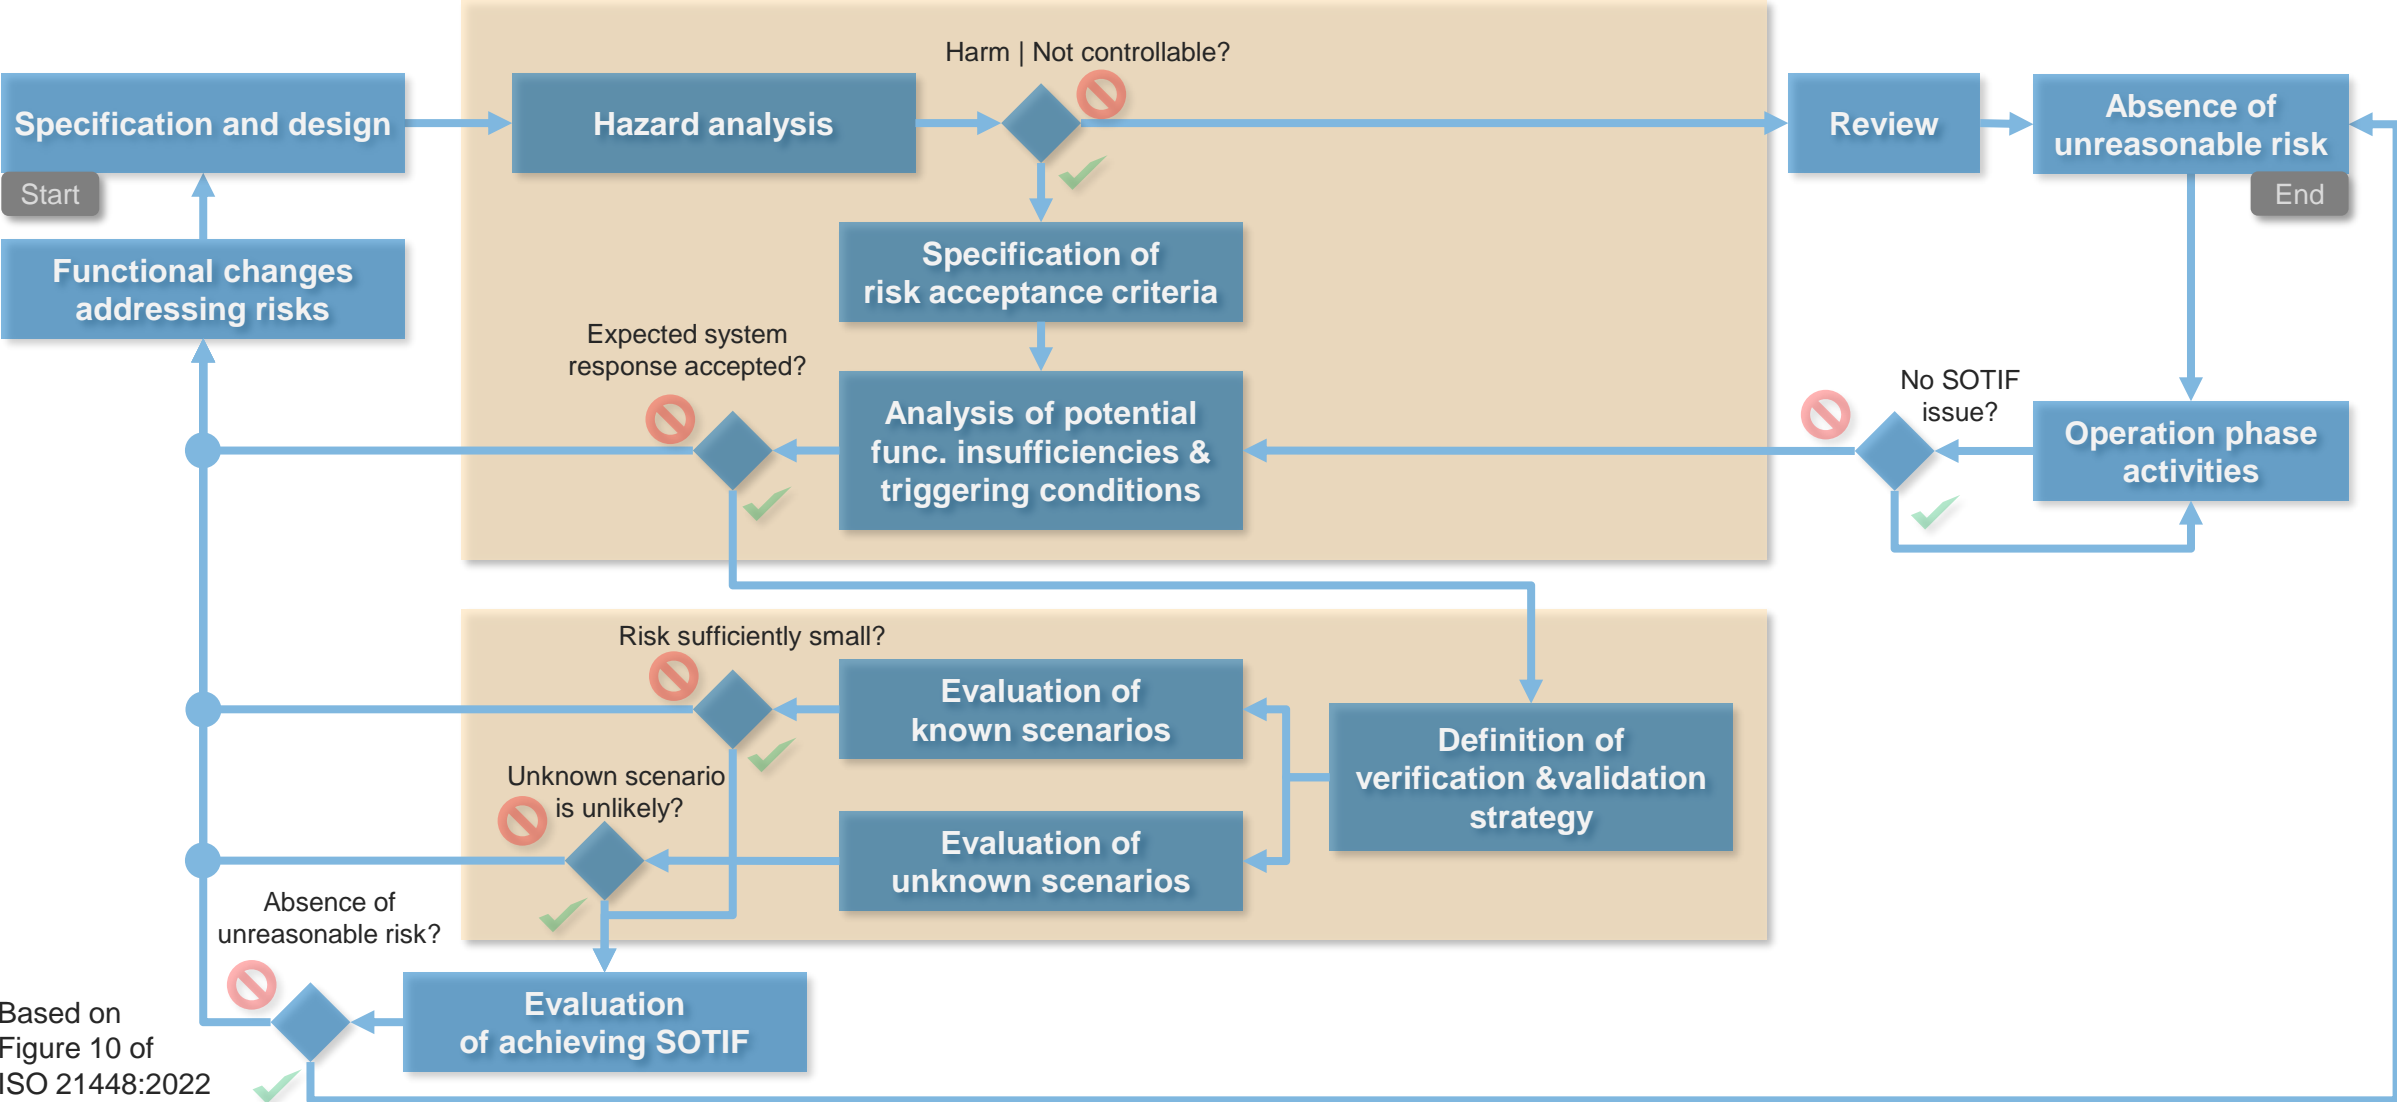 Harm | Not controllable?
Specification and design
Hazard analysis
Review
Absence of
unreasonable risk
Start
End
Functional changes
addressing risks
Specification of
risk acceptance criteria
Expected system
response accepted?
Analysis of potential
func. insufficiencies &
triggering conditions
No SOTIF
issue?
Operation phase
activities
Risk sufficiently small?
Evaluation of
known scenarios
Definition of
verification &validation
strategy
Unknown scenario
is unlikely?
Evaluation of
unknown scenarios
Absence of
unreasonable risk?
Evaluation
of achieving SOTIF
Based on
Figure 10 of
ISO 21448:2022